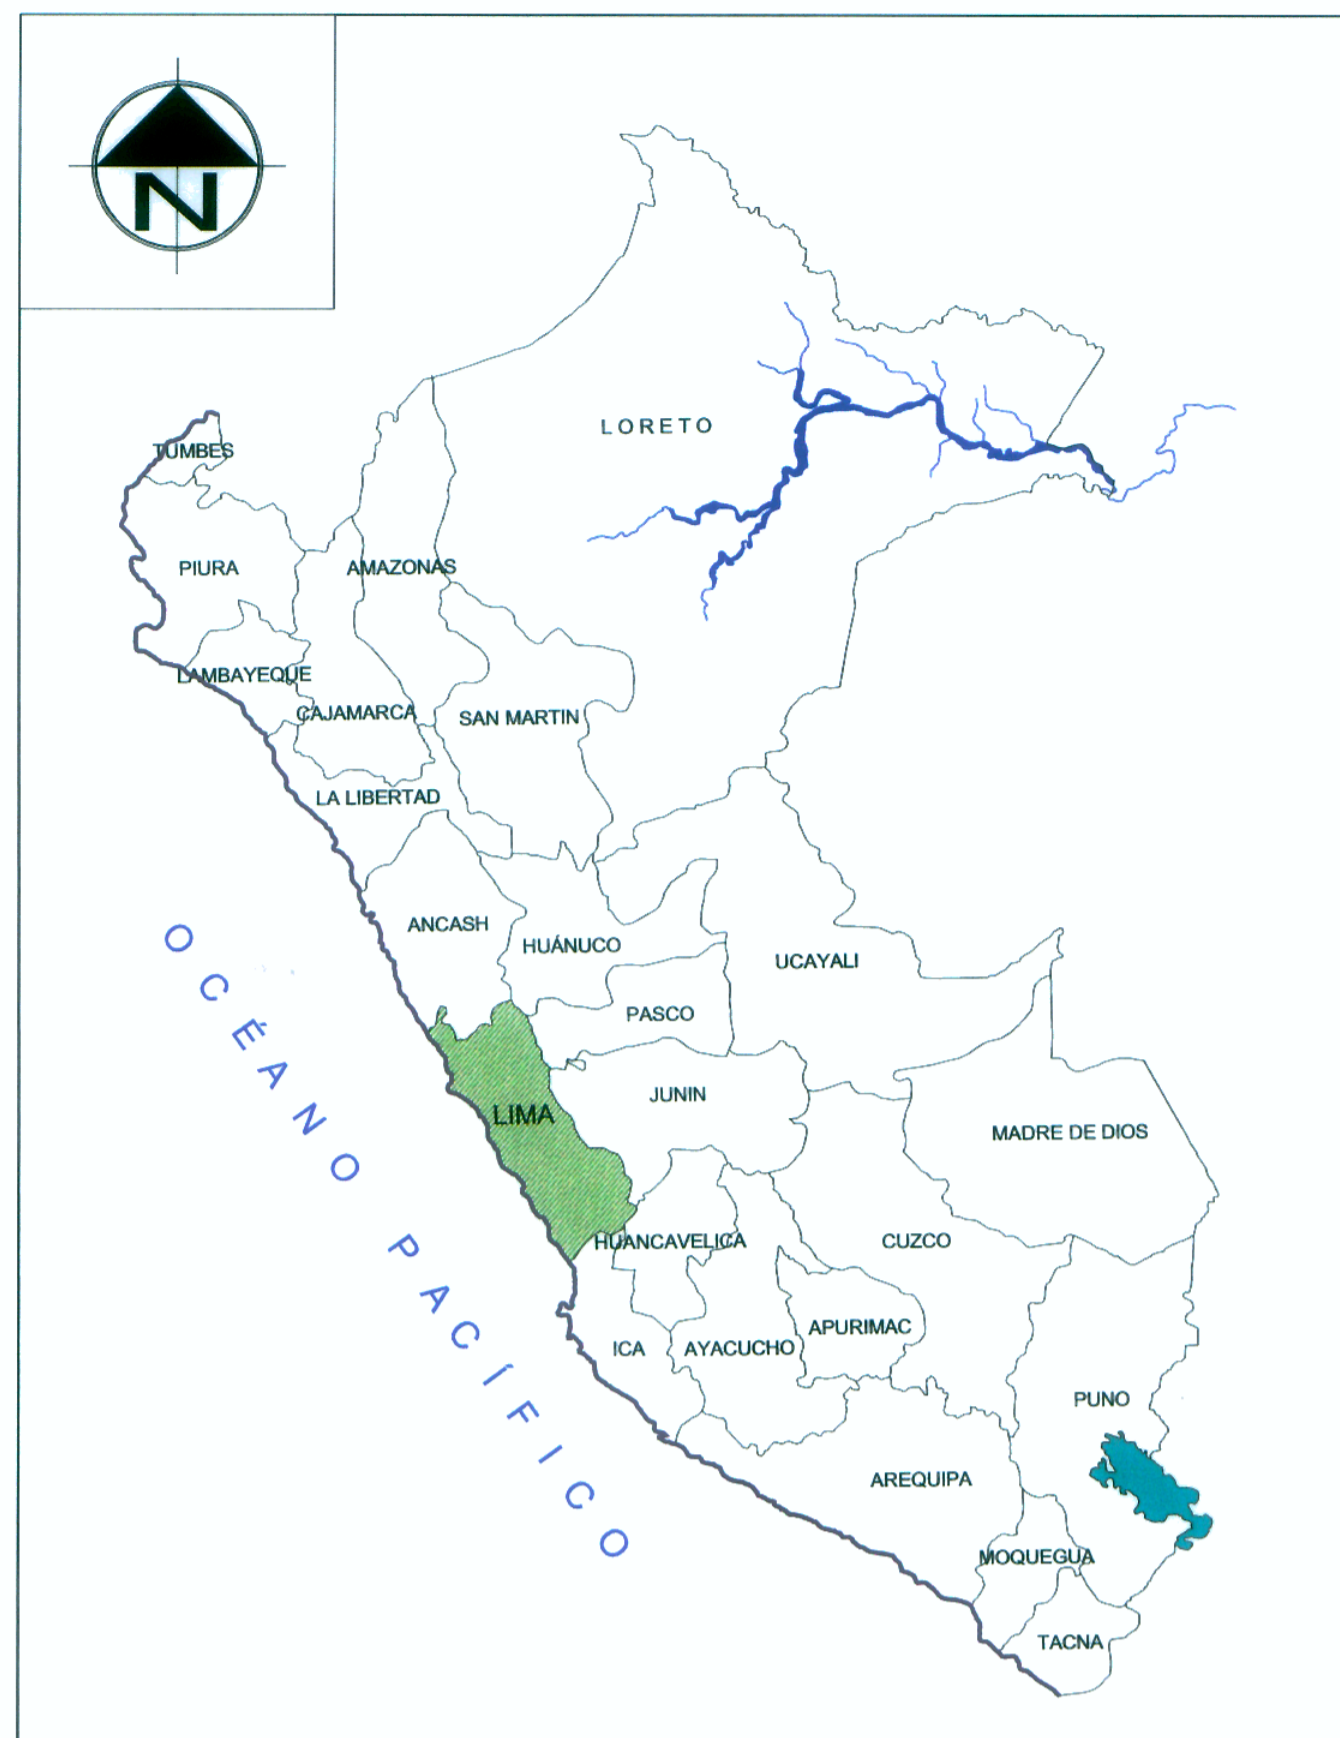 N
LORETO
TUMBES
PIURA
AMAZONAS
LAMBAYEQUE
CAJAMARCA
SAN MARTIN
LA LIBERTAD
ANCASH
HUÁNUCO
UCAYALI
PASCO
JUNIN
LIMA
MADRE DE DIOS
HUANCAVELICA
CUZCO
APURIMAC
ICA
AYACUCHO
PUNO
AREQUIPA
MOQUEGUA
TACNA
OCÉANO PACÍFICO